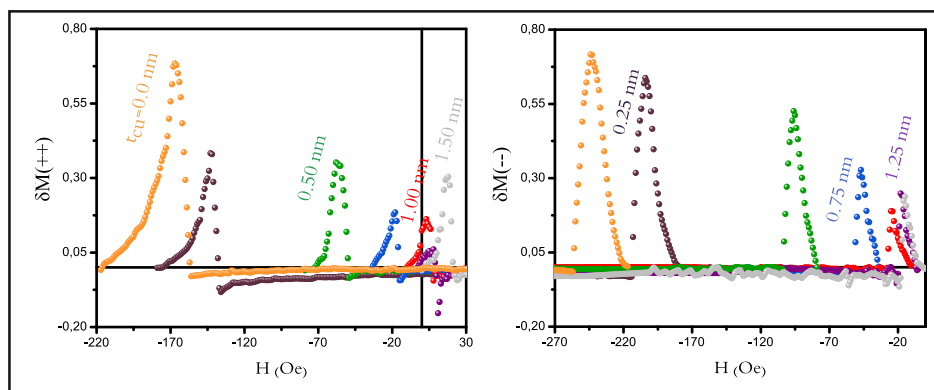 δM(++)
0,80
0,55
0,30
0,05
-0,20
-220
-170
-120
-70
-20
30
H (Oe)
t_cu=0.0 nm
0.50 nm
1.00 nm
1.50 nm
δM(--)
0,80
0,55
0,30
0,05
-0,20
-270
-220
-170
-120
-70
-20
H (Oe)
0.25 nm
0.75 nm
1.25 nm